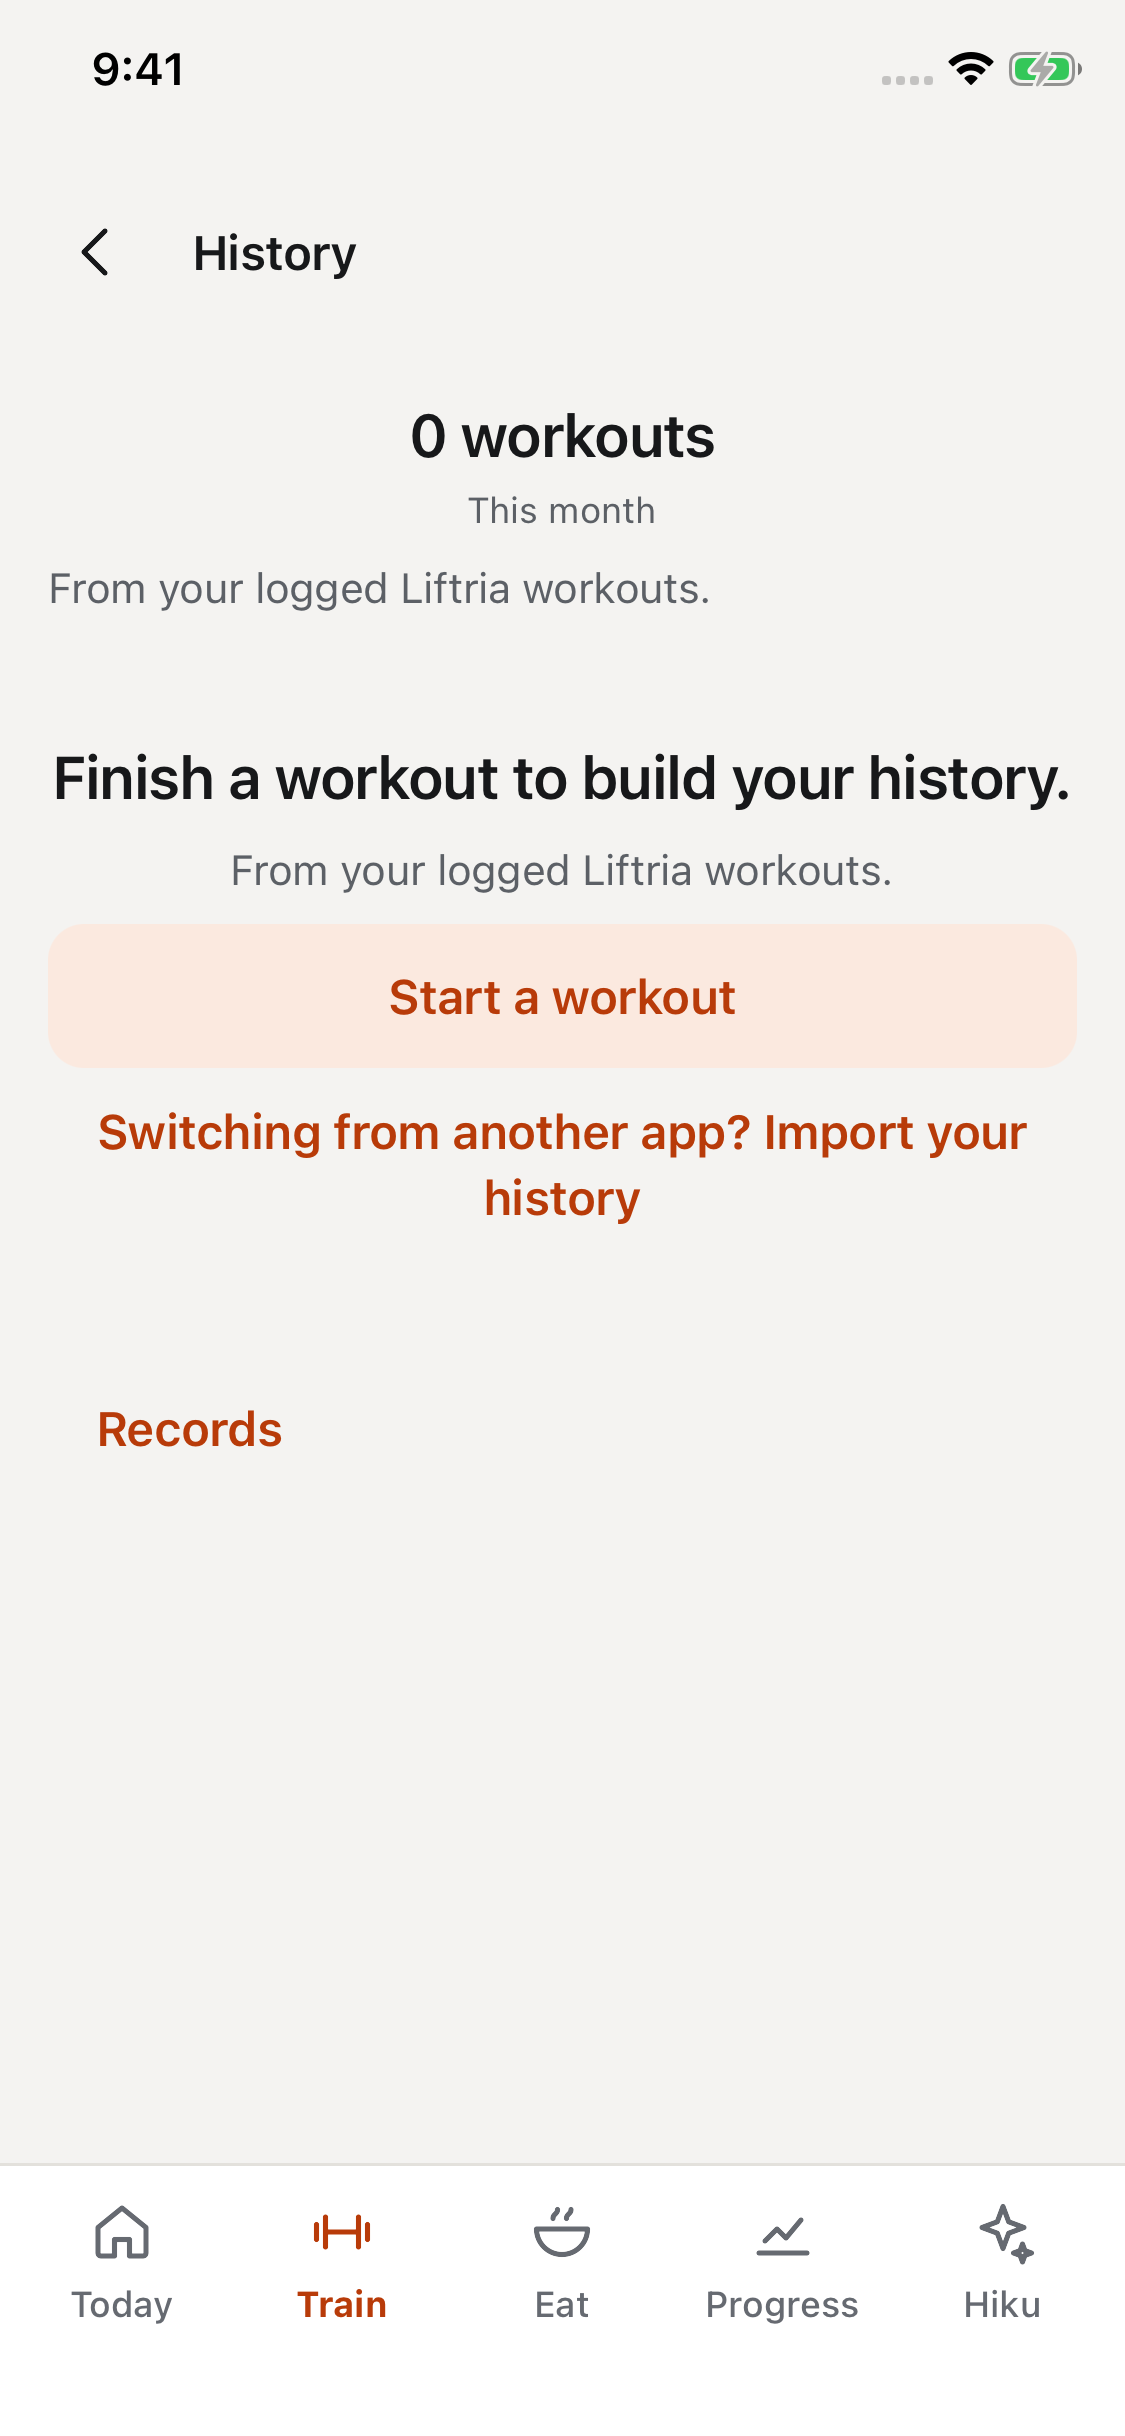 9:41
History
0 workouts
This month
From your logged Liftria workouts.
Finish a workout to build your history.
From your logged Liftria workouts.
Start a workout
Switching from another app? Import your
history
Records
Today
Train
Eat
Progress
Hiku